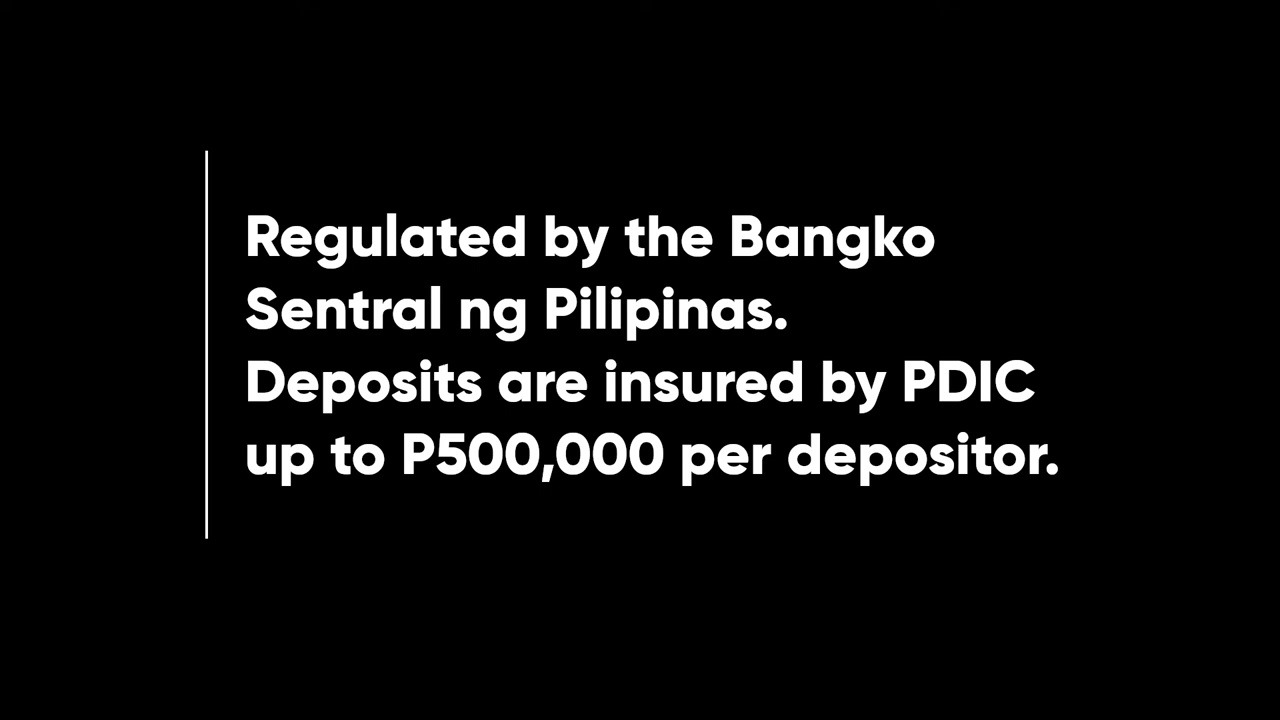 Regulated by the Bangko
Sentral ng Pilipinas.
Deposits are insured by PDIC
up to P500,000 per depositor.